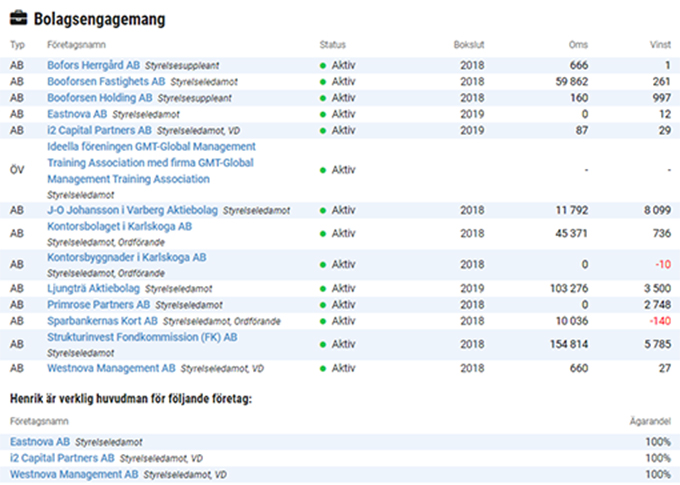 Bolagsengagemang
Typ Företagsnamn Status Bokslut Oms Vinst
AB Bofors Herrgård AB Styrelsesuppleant Aktiv 2018 666 1
AB Booforsen Fastighets AB Styrelseledamot Aktiv 2018 59 862 261
AB Booforsen Holding AB Styrelsesuppleant Aktiv 2018 160 997
AB Eastnova AB Styrelseledamot Aktiv 2019 0 12
AB i2 Capital Partners AB Styrelseledamot, VD Aktiv 2019 87 29
Ideella föreningen GMT-Global Management
ÖV Training Association med firma GMT-Global Aktiv - -
Management Training Association
Styrelseledamot
AB J-O Johansson i Varberg Aktiebolag Styrelseledamot Aktiv 2018 11 792 8 099
AB Kontorsbolaget i Karlskoga AB Aktiv 2018 45 371 736
Styrelseledamot, Ordförande
AB Kontorsbyggnader i Karlskoga AB Aktiv 2018 0 -10
Styrelseledamot, Ordförande
AB Ljungträ Aktiebolag Styrelseledamot Aktiv 2019 103 276 3 500
AB Primrose Partners AB Styrelseledamot Aktiv 2018 0 2 748
AB Sparbankernas Kort AB Styrelseledamot, Ordförande Aktiv 2018 10 036 -140
AB Strukturinvest Fondkommission (FK) AB Aktiv 2018 154 814 5 785
Styrelseledamot
AB Westnova Management AB Styrelseledamot, VD Aktiv 2018 660 27
Henrik är verklig huvudman för följande företag:
Företagsnamn Ägarandel
Eastnova AB Styrelseledamot 100%
i2 Capital Partners AB Styrelseledamot, VD 100%
Westnova Management AB Styrelseledamot, VD 100%